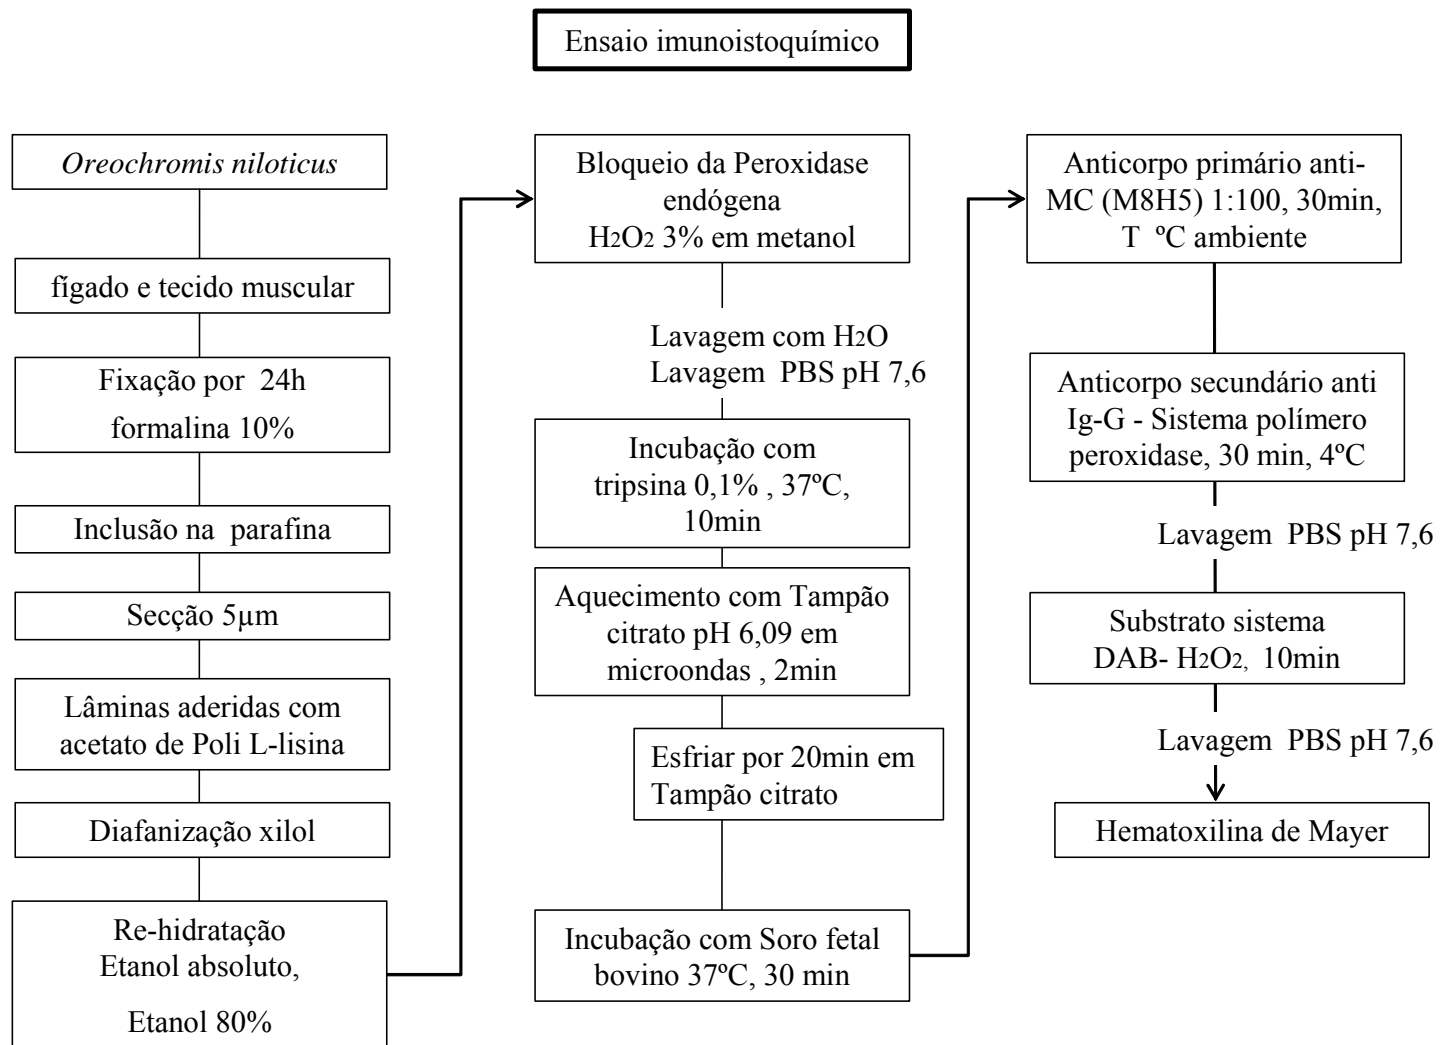 Ensaio imunoistoquímico
Oreochromis niloticus
fígado e tecido muscular
Fixação por 24h
formalina 10%
Inclusão na parafina
Secção 5µm
Lâminas aderidas com
acetato de Poli L-lisina
Diafanização xilol
Re-hidratação
Etanol absoluto,
Etanol 80%
Bloqueio da Peroxidase
endógena
H2O2 3% em metanol
Lavagem com H2O
Lavagem PBS pH 7,6
Incubação com
tripsina 0,1% , 37ºC,
10min
Aquecimento com Tampão
citrato pH 6,09 em
microondas , 2min
Esfriar por 20min em
Tampão citrato
Incubação com Soro fetal
bovino 37ºC, 30 min
Anticorpo primário anti-
MC (M8H5) 1:100, 30min,
T ºC ambiente
Anticorpo secundário anti
Ig-G - Sistema polímero
peroxidase, 30 min, 4ºC
Lavagem PBS pH 7,6
Substrato sistema
DAB- H2O2, 10min
Lavagem PBS pH 7,6
Hematoxilina de Mayer